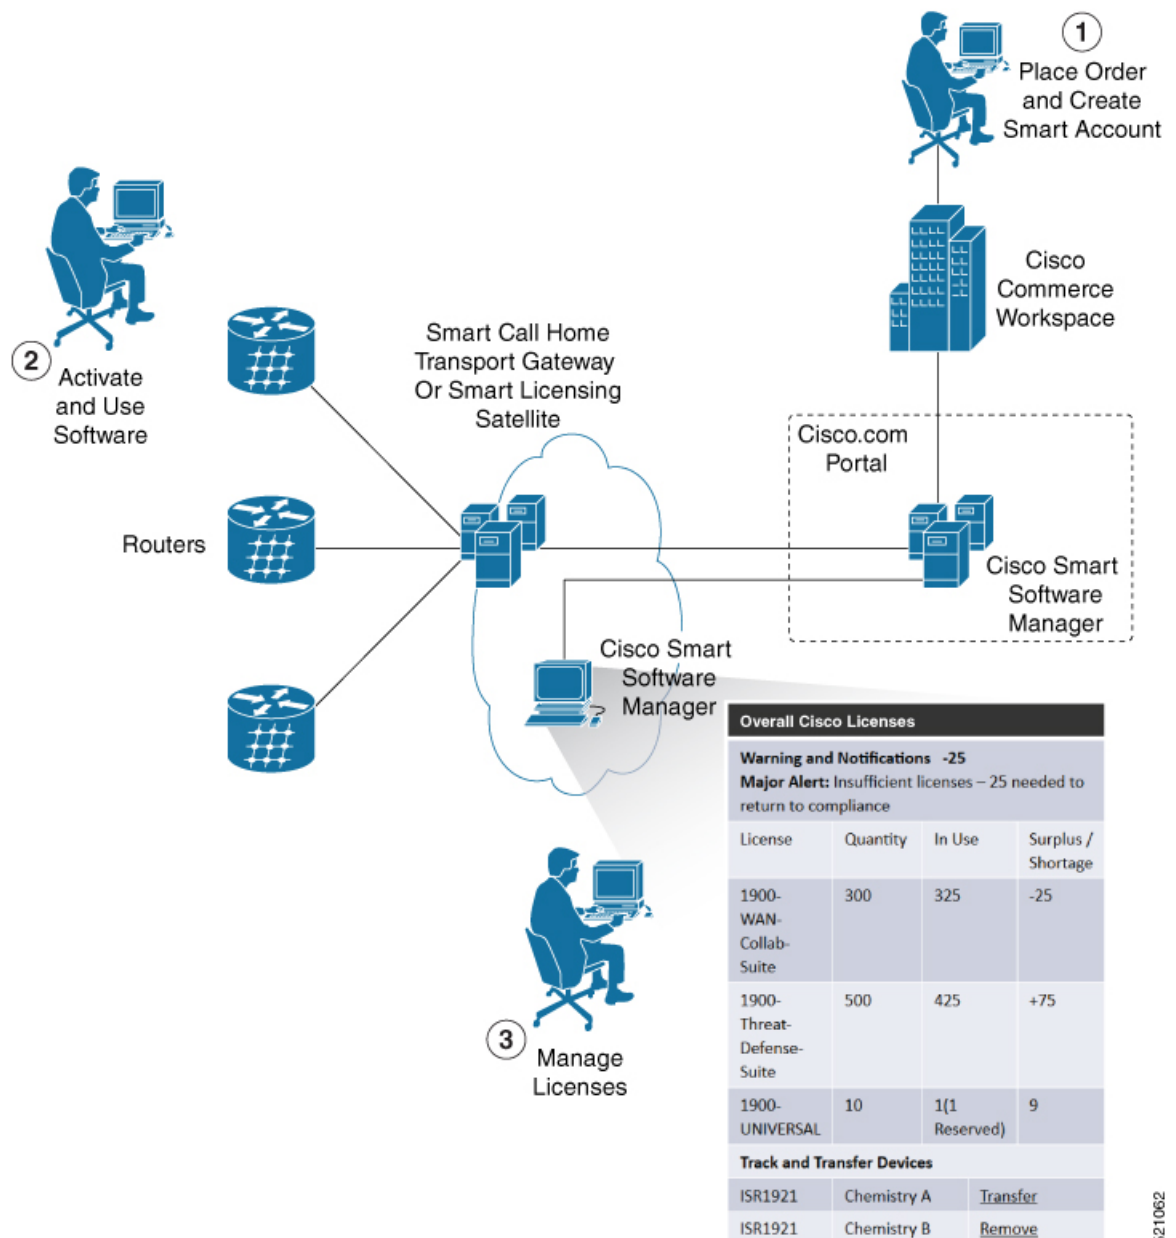 1
Place Order
and Create
Smart Account
Cisco
Commerce
Workspace
2
Activate
and Use
Software
Smart Call Home
Transport Gateway
Or Smart Licensing
Satellite
Cisco.com
Portal
Routers
Cisco Smart
Software
Manager
Cisco Smart
Software
Manager
3
Manage
Licenses
Overall Cisco Licenses
Warning and Notifications -25
Major Alert: Insufficient licenses – 25 needed to
return to compliance
License Quantity In Use Surplus /
Shortage
1900- 300 325 -25
WAN-
Collab-
Suite
1900- 500 425 +75
Threat-
Defense-
Suite
1900- 10 1(1 9
UNIVERSAL Reserved)
Track and Transfer Devices
ISR1921 Chemistry A Transfer
ISR1921 Chemistry B Remove
521062